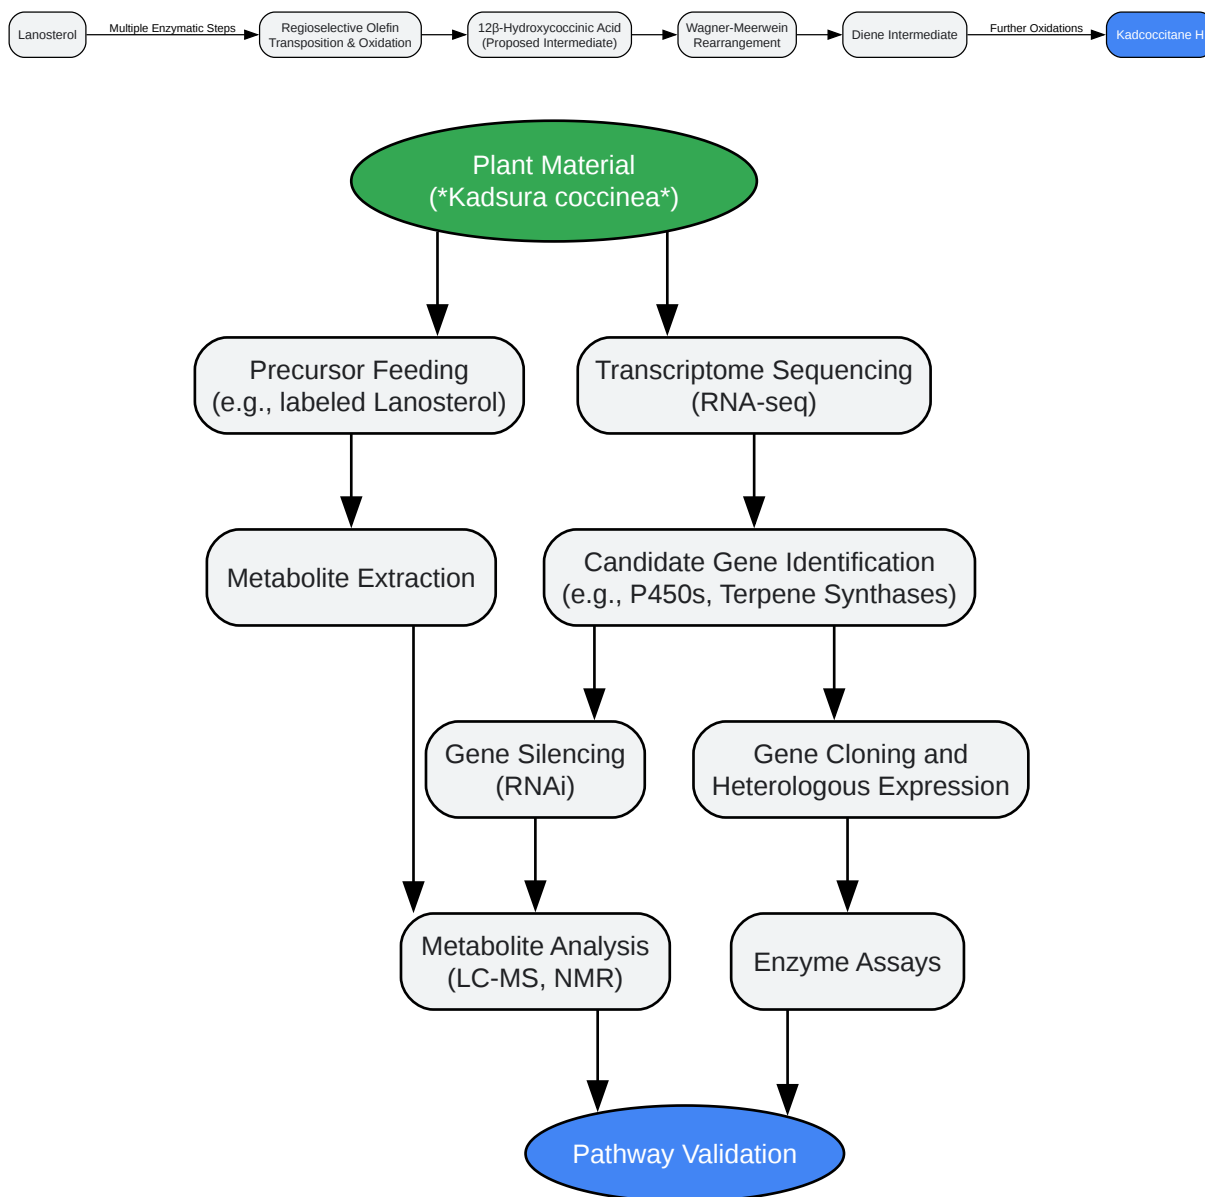 Lanosterol
Multiple Enzymatic Steps
Regioselective Olefin
Transposition & Oxidation
12β-Hydroxycoccinic Acid
(Proposed Intermediate)
Wagner-Meerwein
Rearrangement
Diene Intermediate
Further Oxidations
Kadcoccitane H
Plant Material
(*Kadsura coccinea*)
Precursor Feeding
(e.g., labeled Lanosterol)
Transcriptome Sequencing
(RNA-seq)
Metabolite Extraction
Candidate Gene Identification
(e.g., P450s, Terpene Synthases)
Gene Silencing
(RNAi)
Gene Cloning and
Heterologous Expression
Metabolite Analysis
(LC-MS, NMR)
Enzyme Assays
Pathway Validation